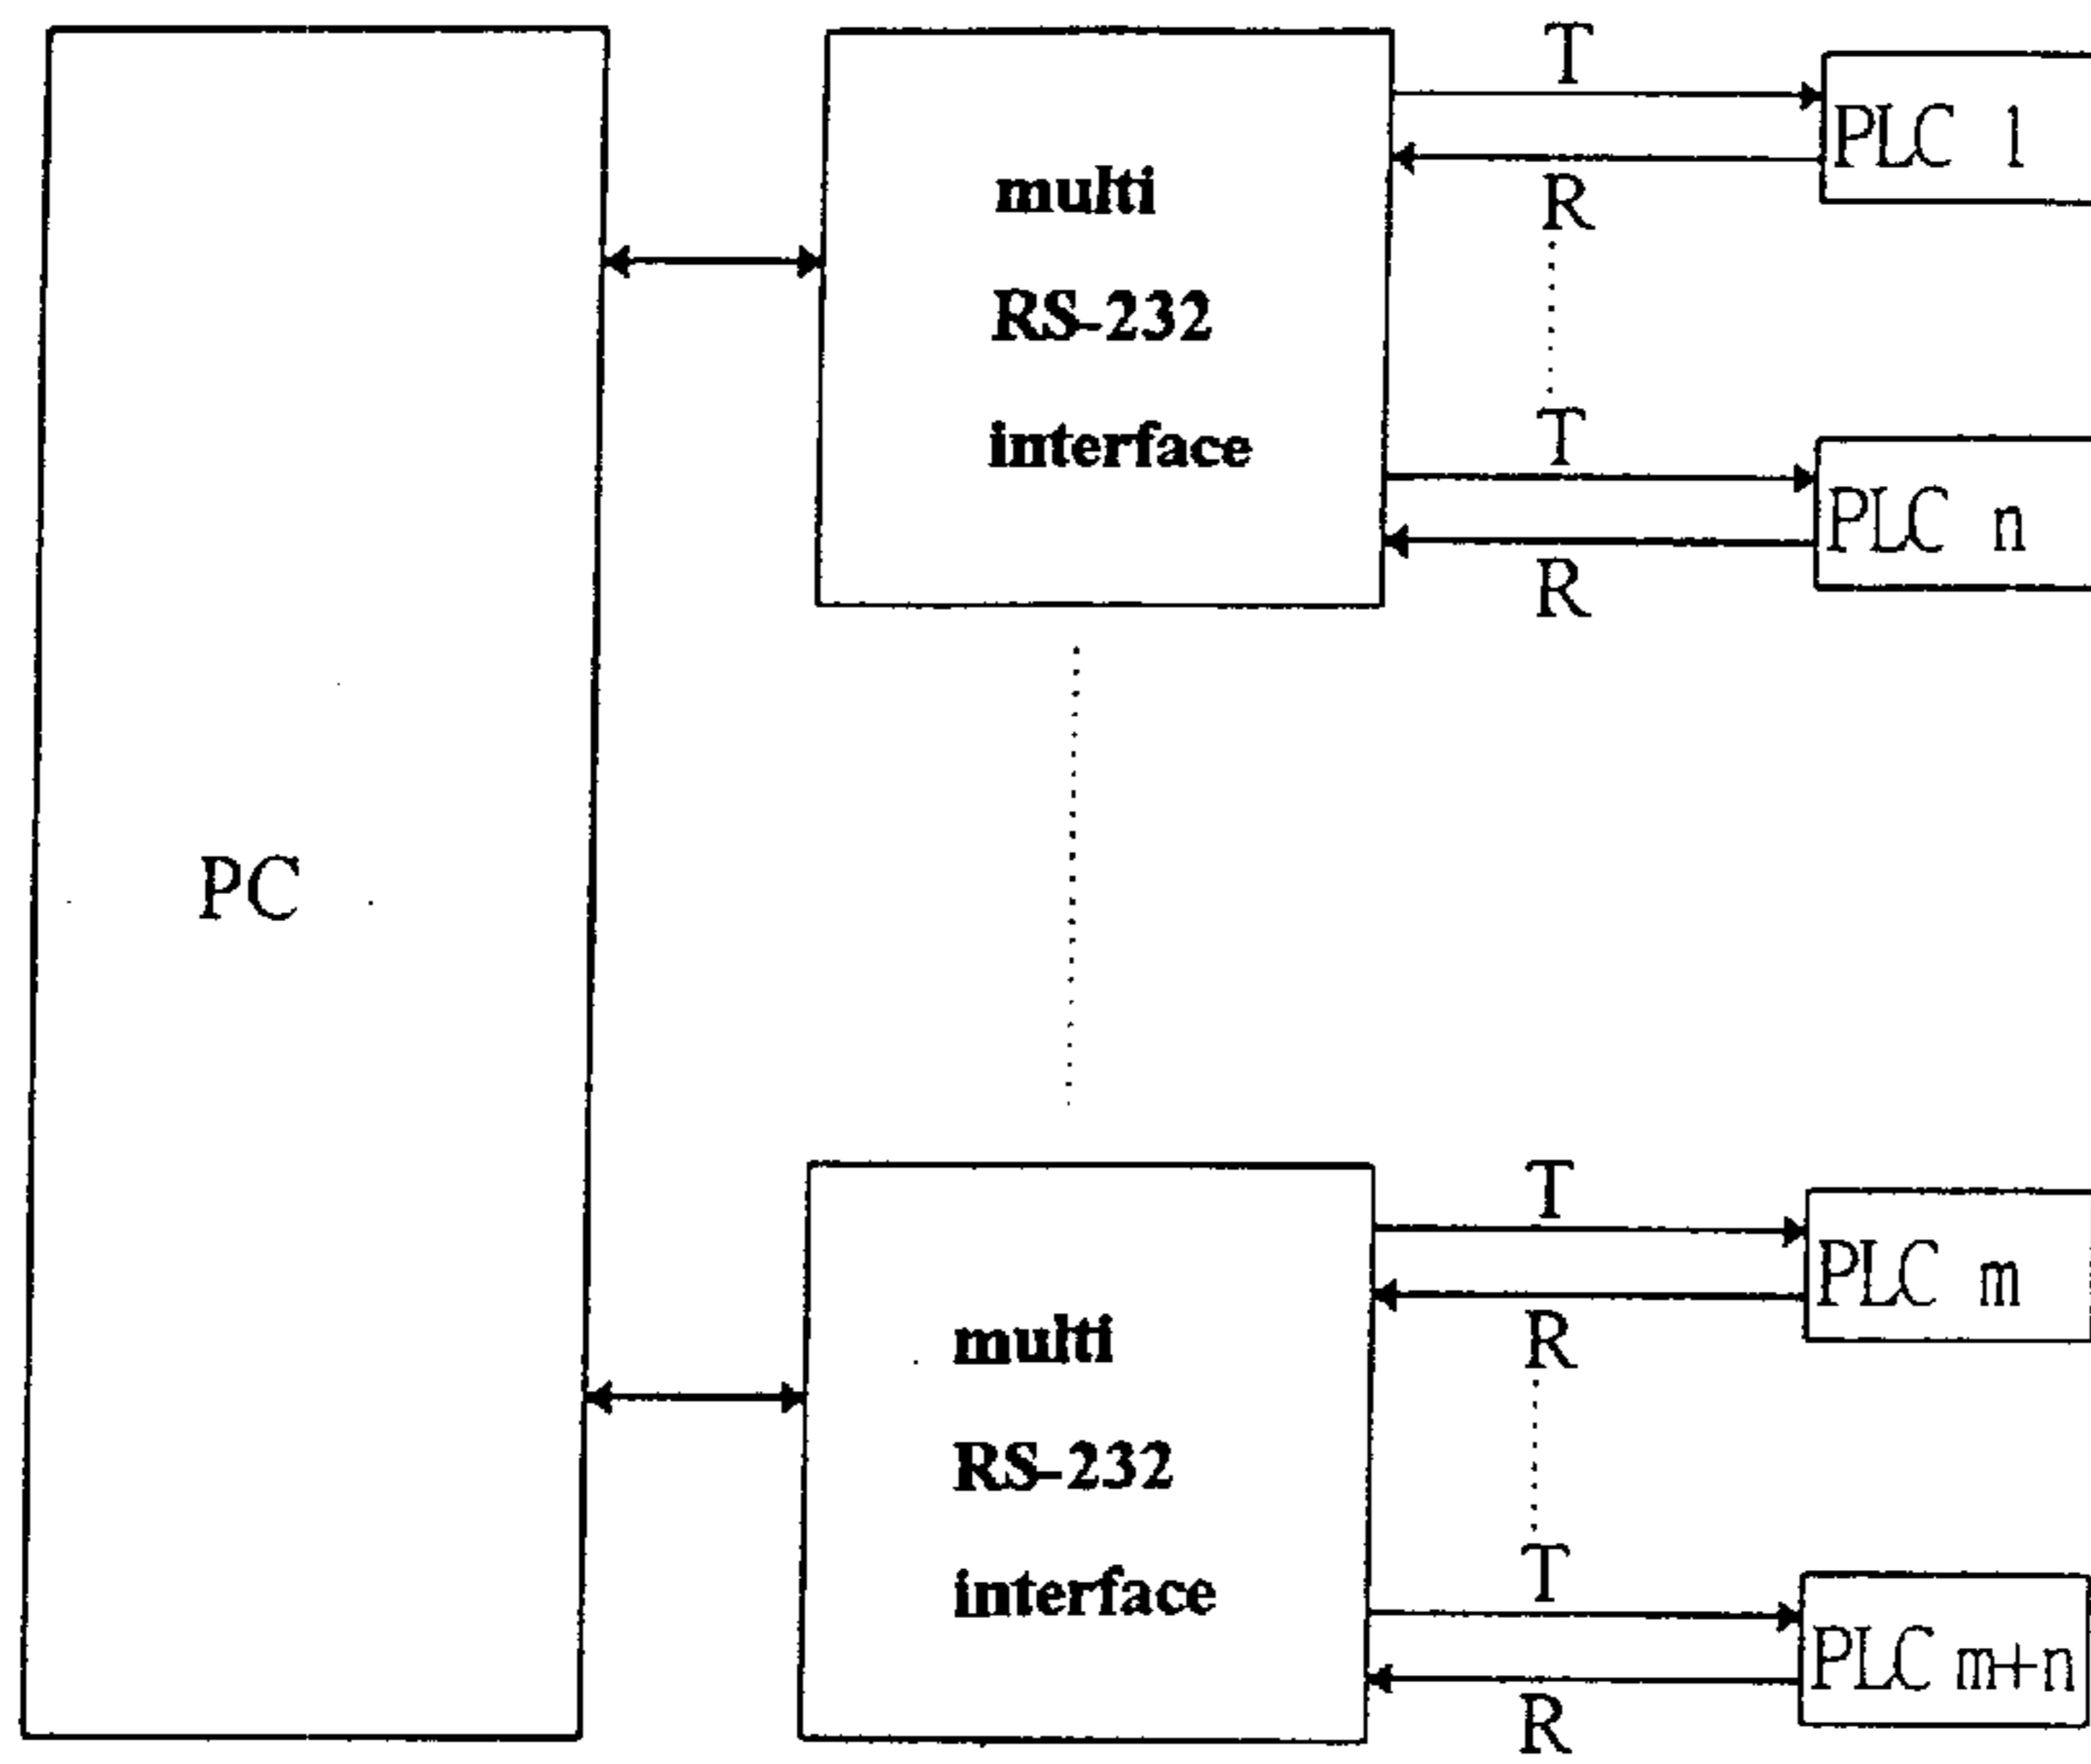 PC
multi
RS-232
interface
T
PLC 1
R
T
PLC n
R
multi
RS-232
interface
T
PLC m
R
T
PLC m+n
R